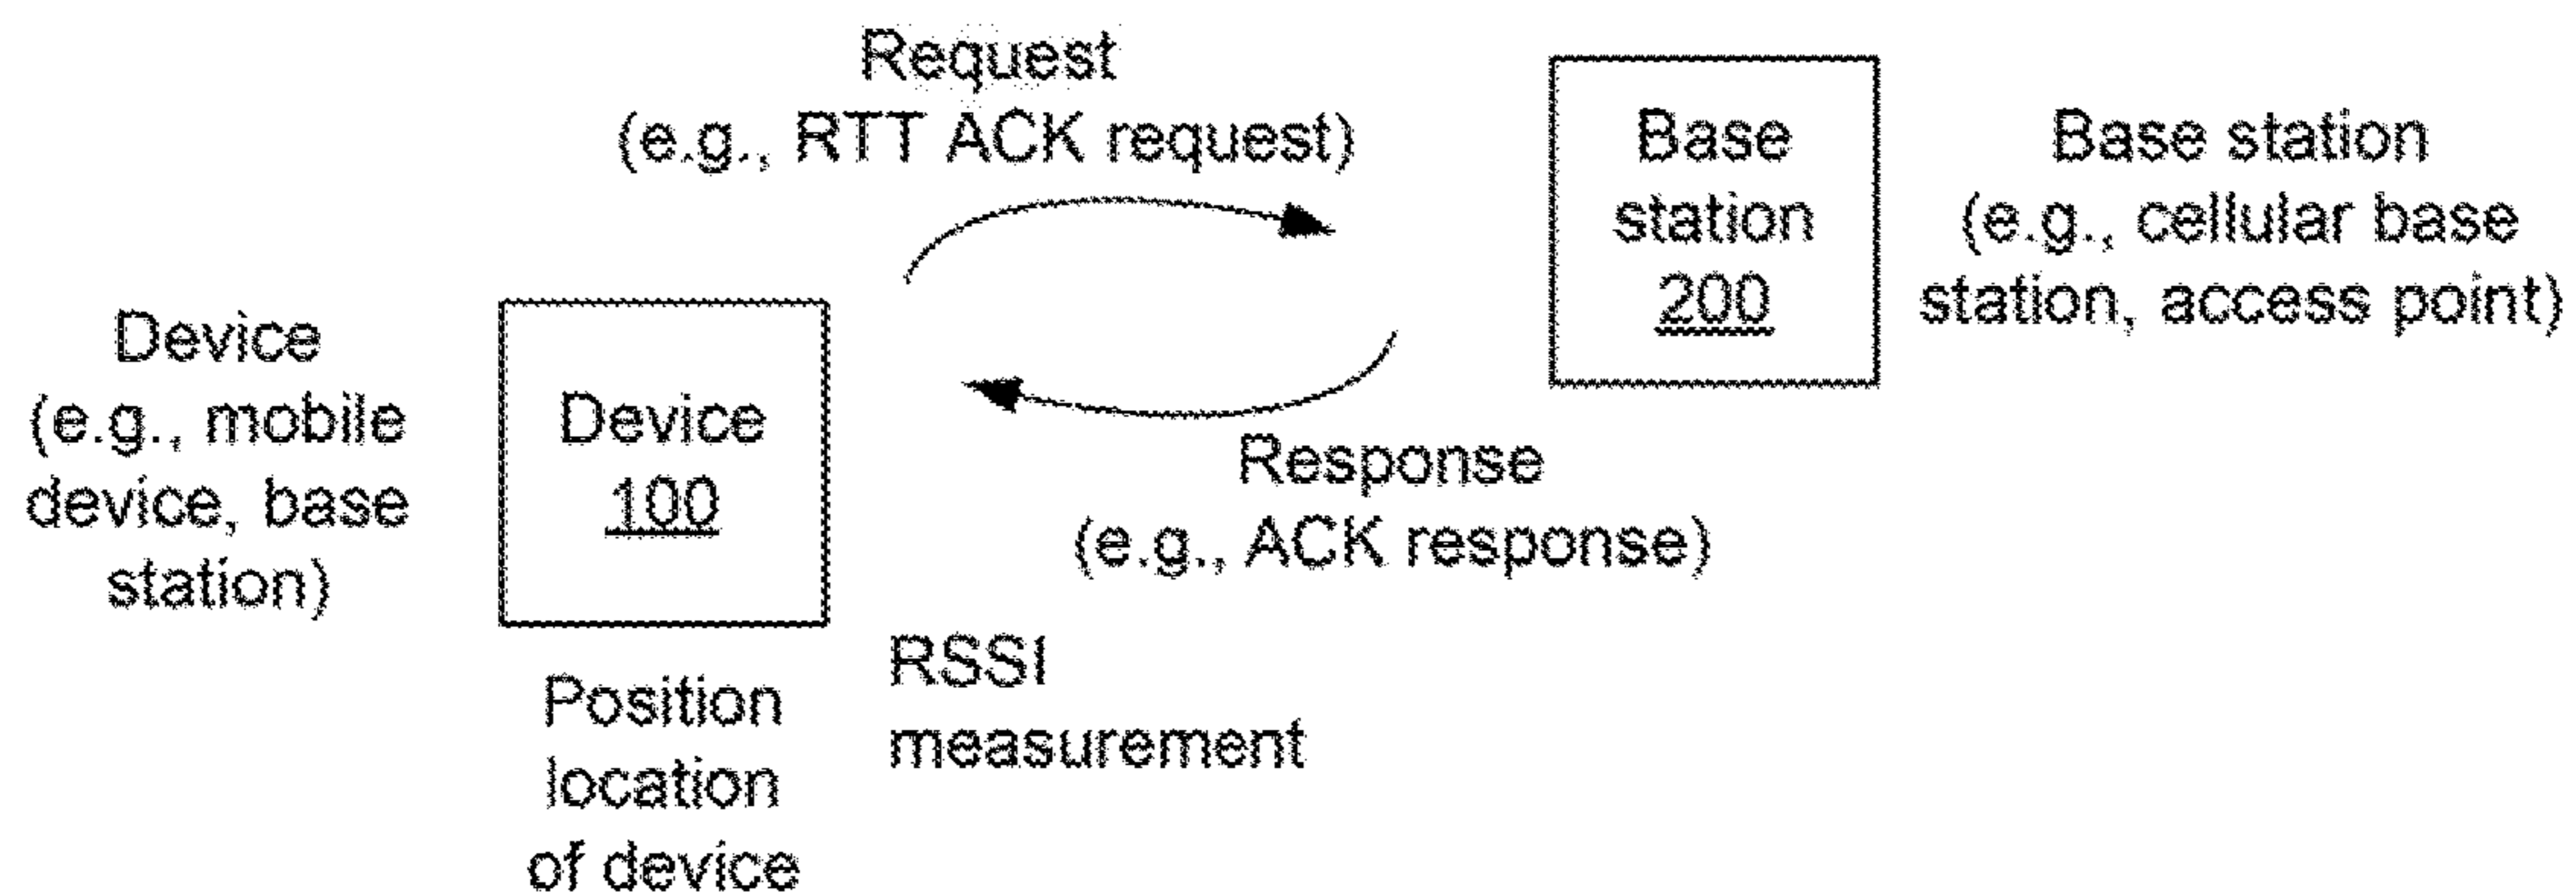 Request
(e.g., RTT ACK request)
Base
station
200
Base station
(e.g., cellular base
station, access point)
Device
(e.g., mobile
device, base
station)
Device
100
Response
(e.g., ACK response)
RSSI
measurement
Position
location
of device